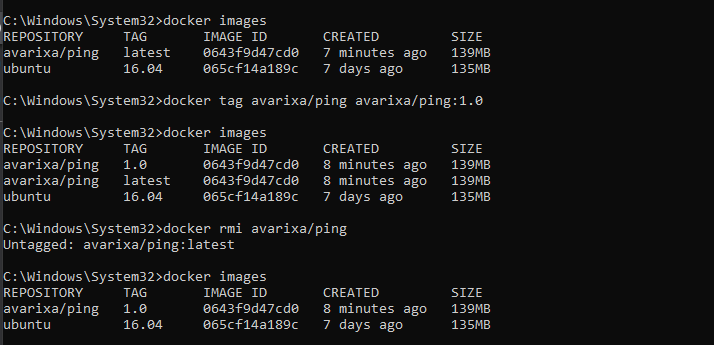 C:\Windows\System32>docker images
REPOSITORY TAG IMAGE ID CREATED SIZE
avarixa/ping latest 0643f9d47cd0 7 minutes ago 139MB
ubuntu 16.04 065cf14a189c 7 days ago 135MB
C:\Windows\System32>docker tag avarixa/ping avarixa/ping:1.0
C:\Windows\System32>docker images
REPOSITORY TAG IMAGE ID CREATED SIZE
avarixa/ping 1.0 0643f9d47cd0 8 minutes ago 139MB
avarixa/ping latest 0643f9d47cd0 8 minutes ago 139MB
ubuntu 16.04 065cf14a189c 7 days ago 135MB
C:\Windows\System32>docker rmi avarixa/ping
Untagged: avarixa/ping:latest
C:\Windows\System32>docker images
REPOSITORY TAG IMAGE ID CREATED SIZE
avarixa/ping 1.0 0643f9d47cd0 8 minutes ago 139MB
ubuntu 16.04 065cf14a189c 7 days ago 135MB